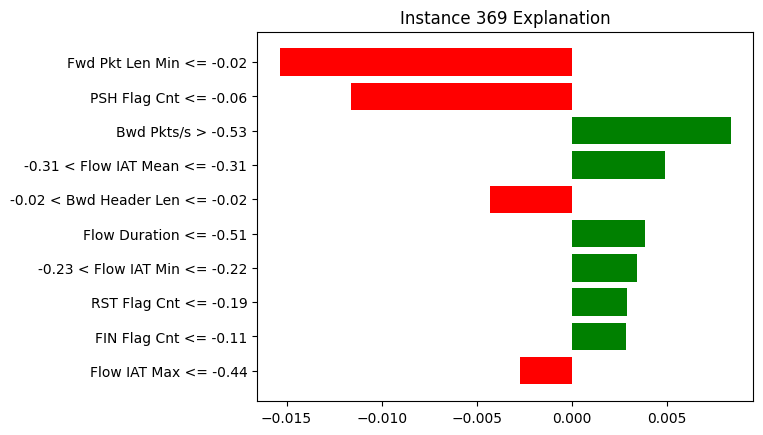 Instance 369 Explanation
Fwd Pkt Len Min <= -0.02
PSH Flag Cnt <= -0.06
Bwd Pkts/s > -0.53
-0.31 < Flow IAT Mean <= -0.31
-0.02 < Bwd Header Len <= -0.02
Flow Duration <= -0.51
-0.23 < Flow IAT Min <= -0.22
RST Flag Cnt <= -0.19
FIN Flag Cnt <= -0.11
Flow IAT Max <= -0.44
−0.015 −0.010 −0.005 0.000 0.005